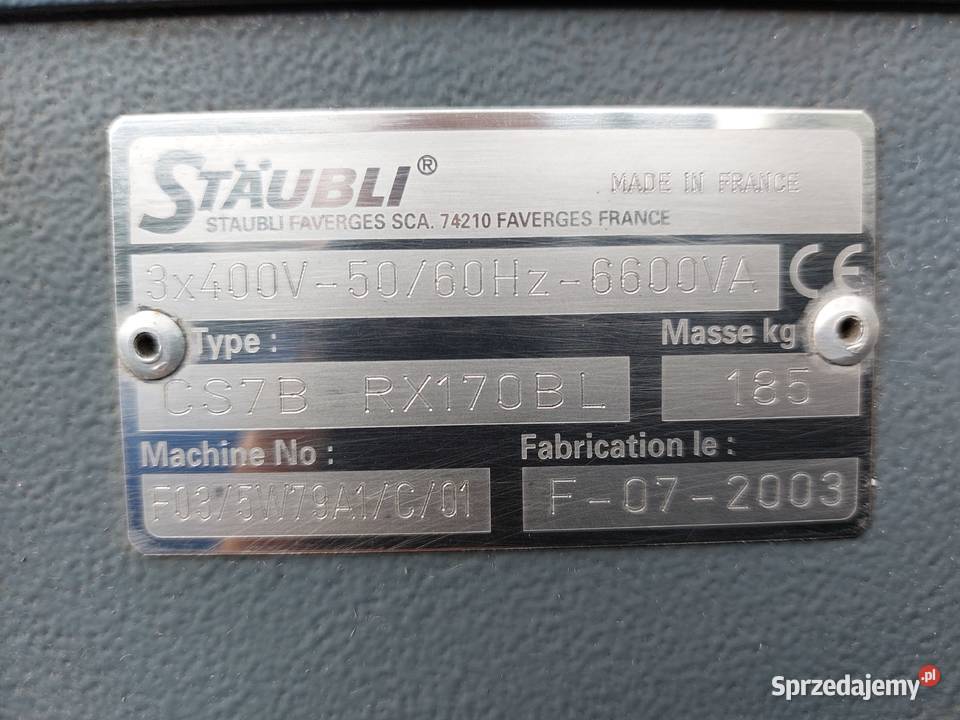 STÄUBLI®
MADE IN FRANCE
STAUBLI FAVERGES SCA. 74210 FAVERGES FRANCE
3x400V-50/60Hz-6600VA CE
Type : Masse kg
CS7B RX170BL 185
Machine No : Fabrication le :
F03/5W79A1/C/01 F-07-2003
Sprzedajemy.pl